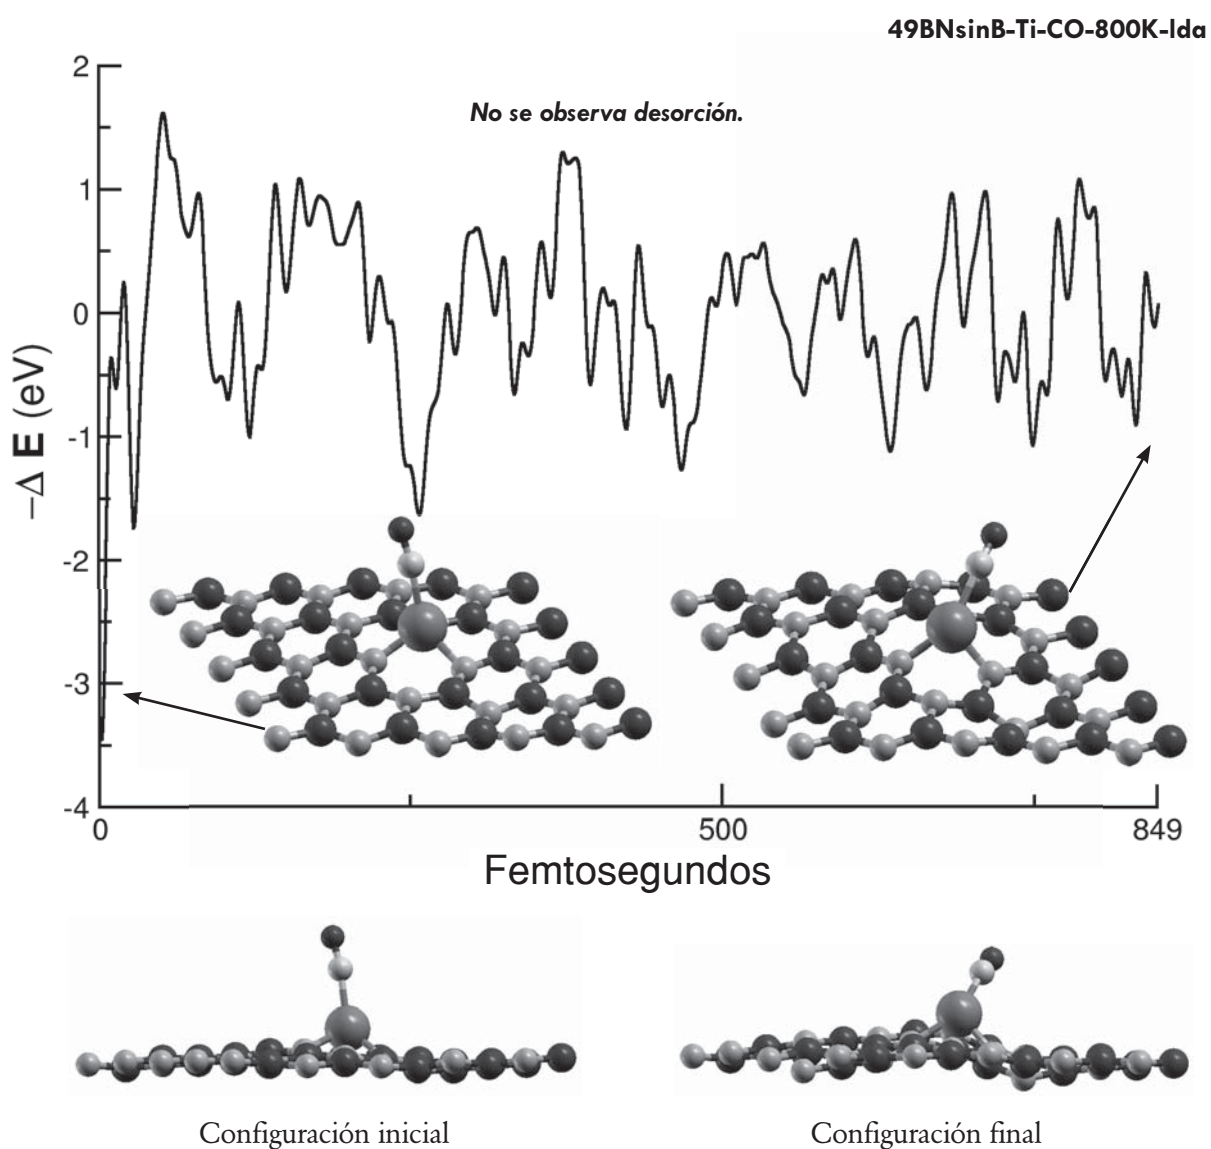 49BNsinB-Ti-CO-800K-lda
No se observa desorción.
2
1
0
-1
-2
-3
-4
−Δ E (eV)
0 500 849
Femtosegundos
Configuración inicial Configuración final